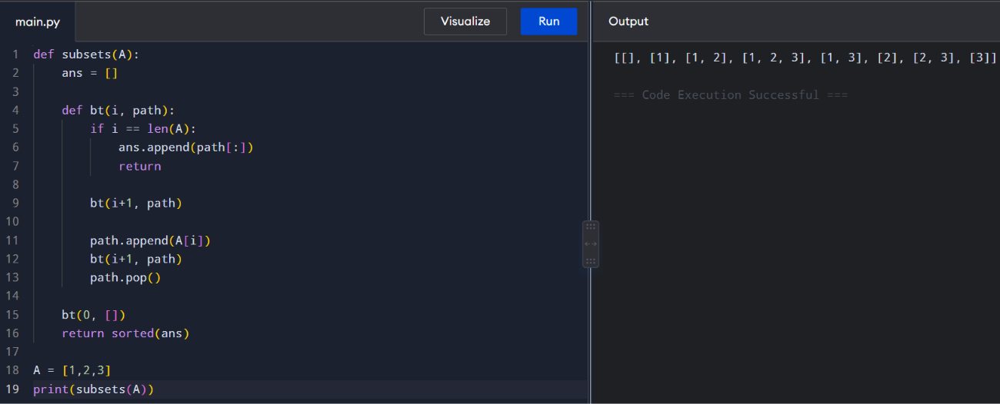 main.py
Visualize
Run
Output
1 def subsets(A):
2     ans = []
3
4     def bt(i, path):
5         if i == len(A):
6             ans.append(path[:])
7             return
8
9         bt(i+1, path)
10
11         path.append(A[i])
12         bt(i+1, path)
13         path.pop()
14
15     bt(0, [])
16     return sorted(ans)
17
18 A = [1,2,3]
19 print(subsets(A))
[[], [1], [1, 2], [1, 2, 3], [1, 3], [2], [2, 3], [3]]
=== Code Execution Successful ===